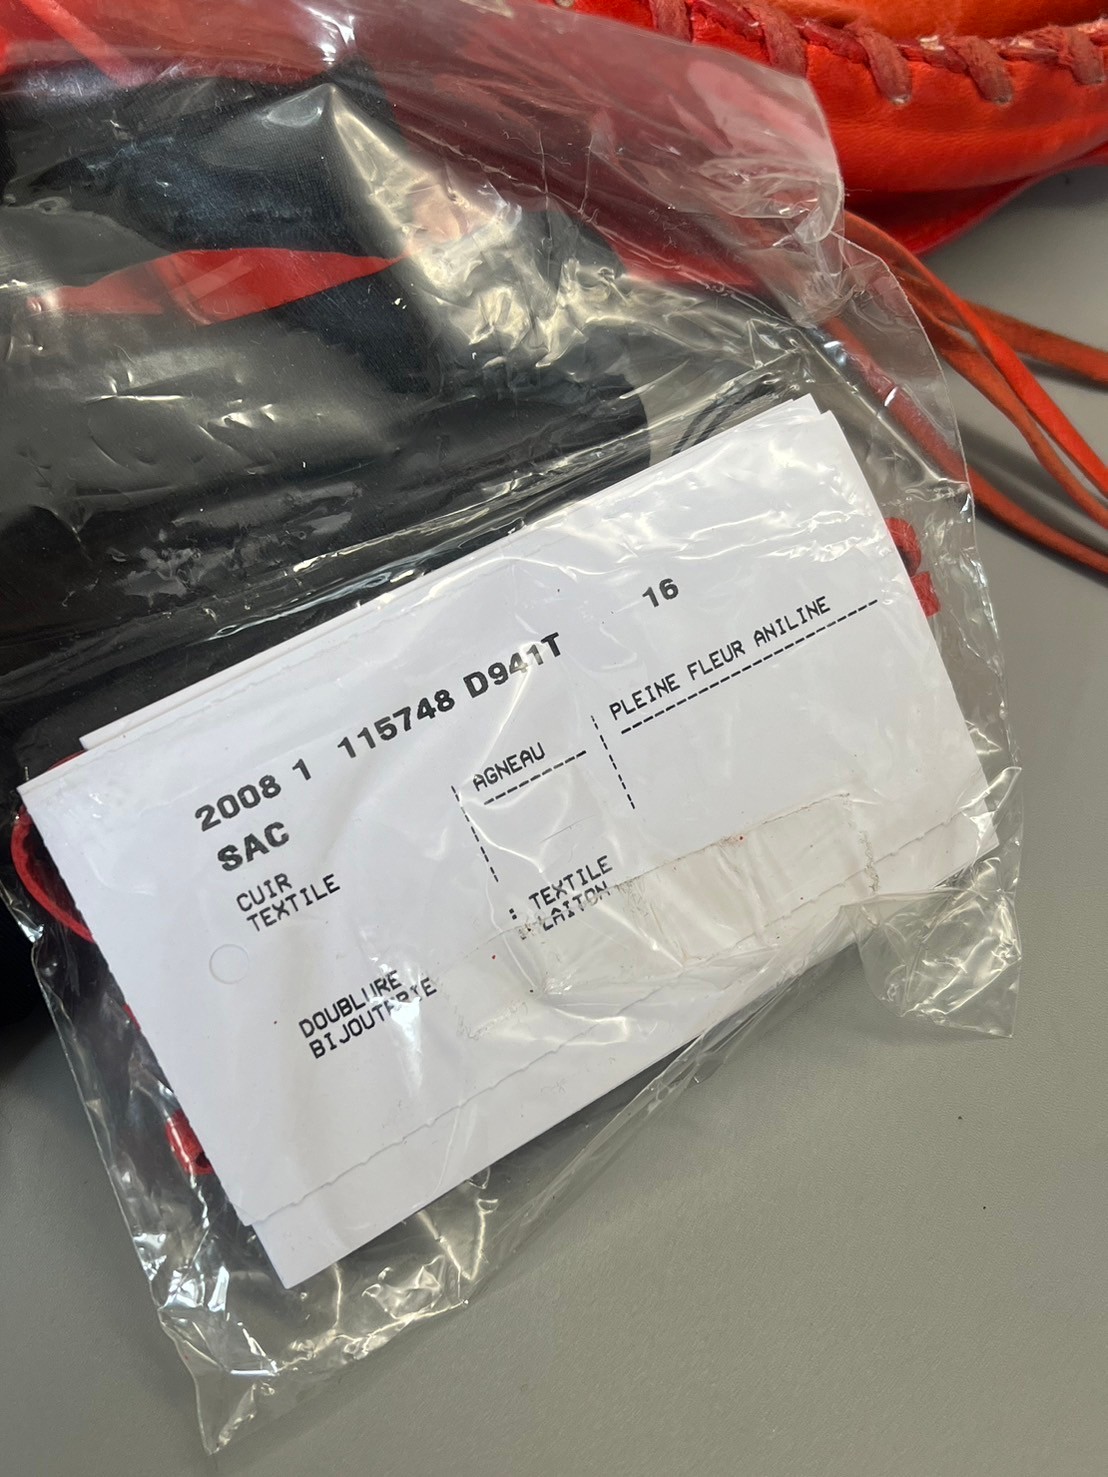 2008 1 115748 D941T 16
SAC
CUIR AGNEAU PLEINE FLEUR ANILINE
TEXTILE
DOUBLURE : TEXTILE
BIJOUTERIE : LAITON